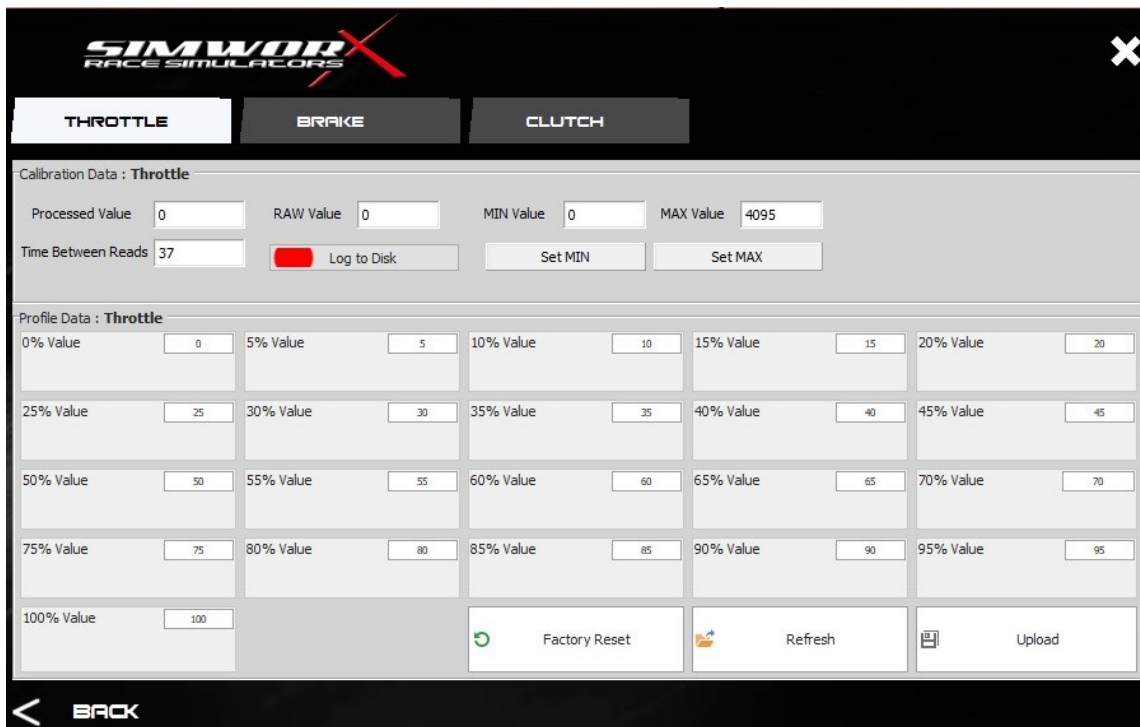 SIMWORX
RACE SIMULATORS
THROTTLE BRAKE CLUTCH
Calibration Data : Throttle
Processed Value 0 RAW Value 0 MIN Value 0 MAX Value 4095
Time Between Reads 37 Log to Disk Set MIN Set MAX
Profile Data : Throttle
0% Value 0 5% Value 5 10% Value 10 15% Value 15 20% Value 20
25% Value 25 30% Value 30 35% Value 35 40% Value 40 45% Value 45
50% Value 50 55% Value 55 60% Value 60 65% Value 65 70% Value 70
75% Value 75 80% Value 80 85% Value 85 90% Value 90 95% Value 95
100% Value 100 Factory Reset Refresh Upload
BACK